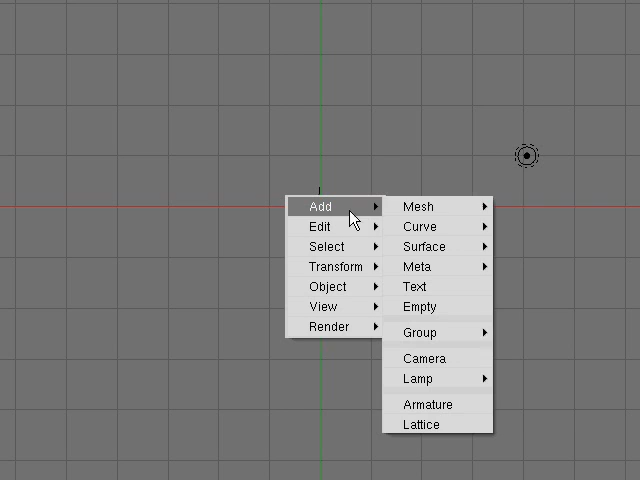 Add
Edit
Select
Transform
Object
View
Render
Mesh
Curve
Surface
Meta
Text
Empty
Group
Camera
Lamp
Armature
Lattice